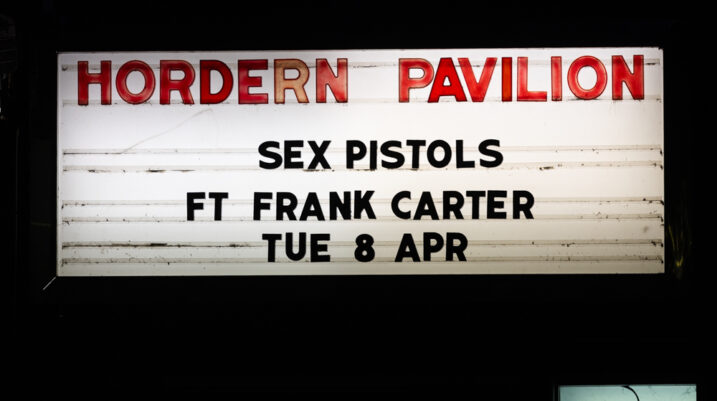 HORDERN PAVILION
SEX PISTOLS
FT FRANK CARTER
TUE 8 APR